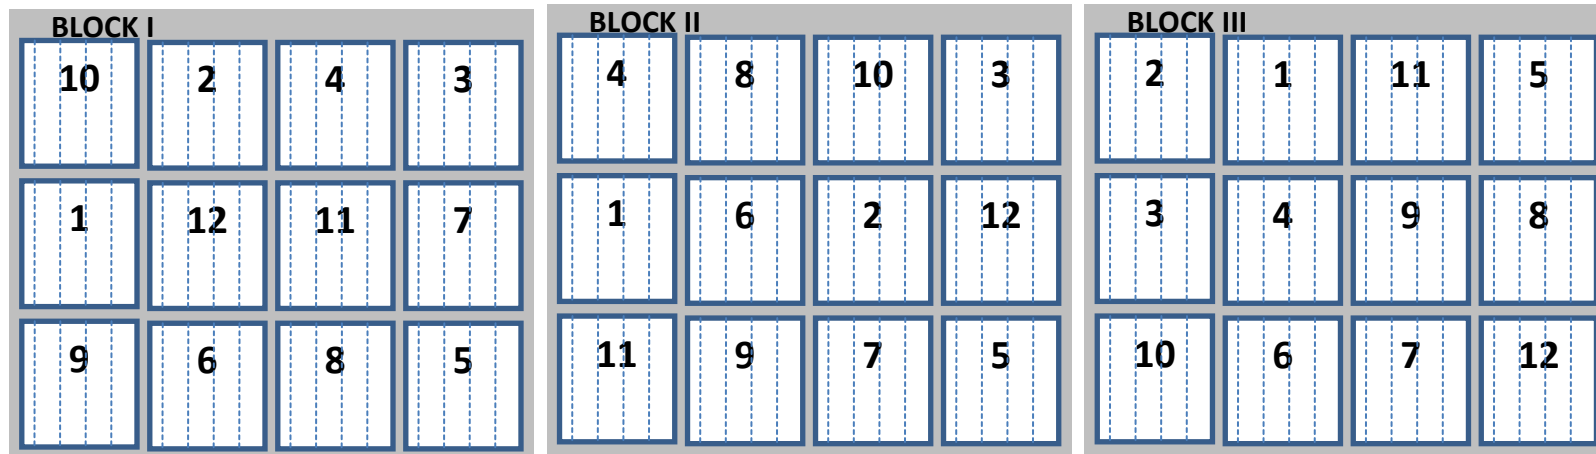 BLOCK I
10 2 4 3
1 12 11 7
9 6 8 5
BLOCK II
4 8 10 3
1 6 2 12
11 9 7 5
BLOCK III
2 1 11 5
3 4 9 8
10 6 7 12